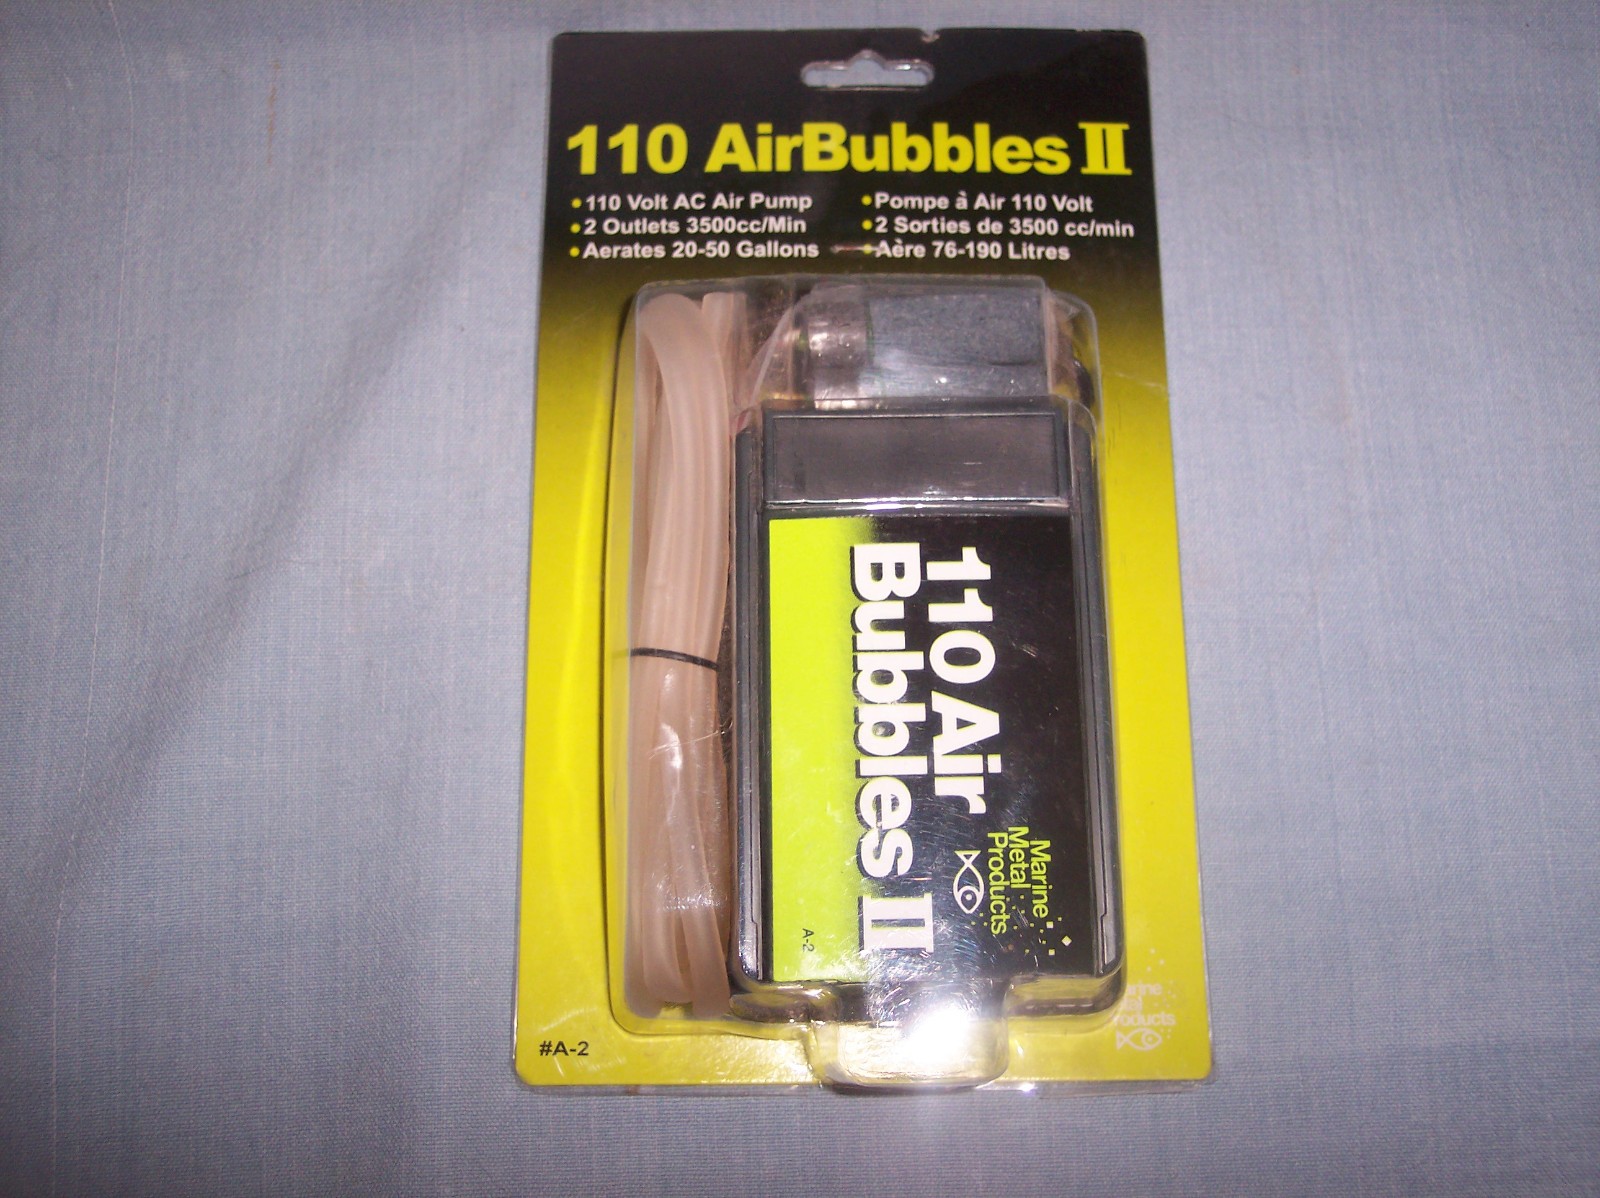 110 AirBubbles II
•110 Volt AC Air Pump
•2 Outlets 3500cc/Min
•Aerates 20-50 Gallons
•Pompe à Air 110 Volt
•2 Sorties de 3500 cc/min
•Aère 76-190 Litres
110 Air
Bubbles II
Marine
Metal
Products
A-2
#A-2